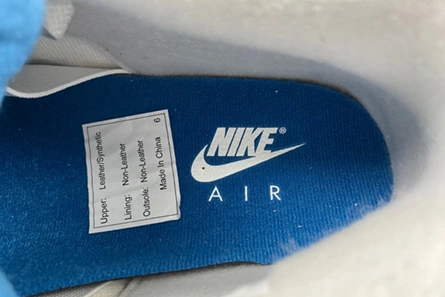 Upper: Leather/Synthetic
Lining: Non-Leather
Outsole: Non-Leather
Made In China 6
NIKE®
AIR